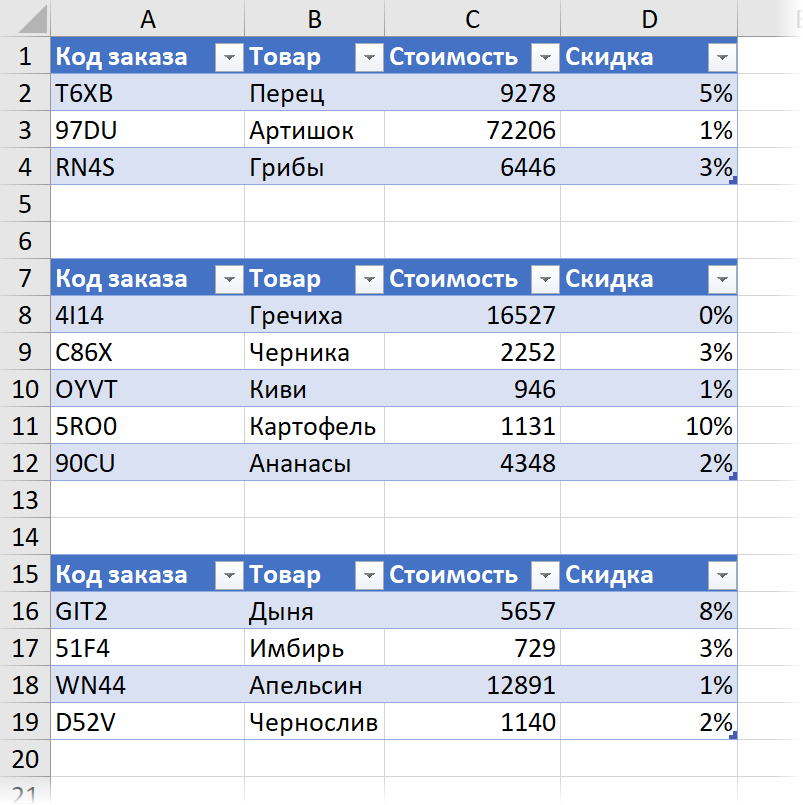 A B C D
1 Код заказа Товар Стоимость Скидка
2 T6XB Перец 9278 5%
3 97DU Артишок 72206 1%
4 RN4S Грибы 6446 3%
5
6
7 Код заказа Товар Стоимость Скидка
8 4I14 Гречиха 16527 0%
9 C86X Черника 2252 3%
10 OYVT Киви 946 1%
11 5RO0 Картофель 1131 10%
12 90CU Ананасы 4348 2%
13
14
15 Код заказа Товар Стоимость Скидка
16 GIT2 Дыня 5657 8%
17 51F4 Имбирь 729 3%
18 WN44 Апельсин 12891 1%
19 D52V Чернослив 1140 2%
20
21